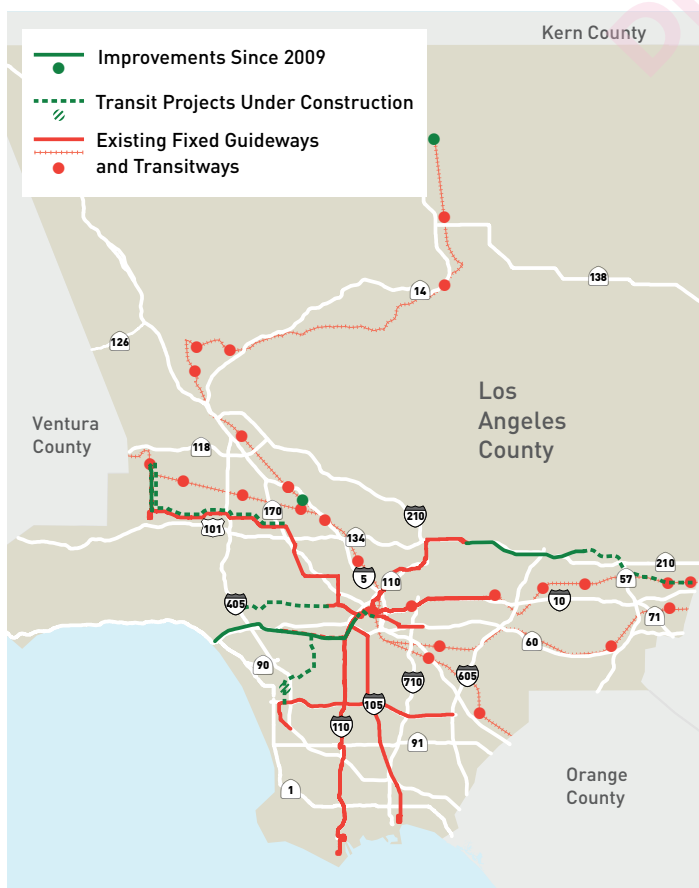 Kern County
Improvements Since 2009
Transit Projects Under Construction
Existing Fixed Guideways
and Transitways
138
14
126
Los
Angeles
County
Ventura
County
118
170
210
101
134
210
5
110
57
405
10
71
60
90
710
605
105
110
91
1
Orange
County